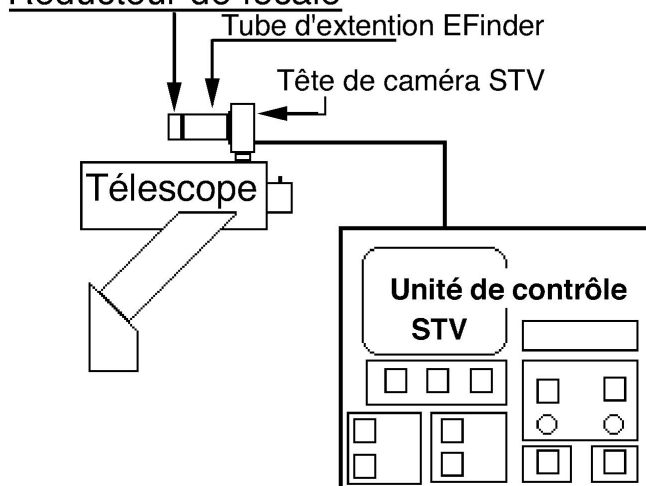 Réducteur de focale
Tube d'extention EFinder
Tête de caméra STV
Télescope
Unité de contrôle
STV